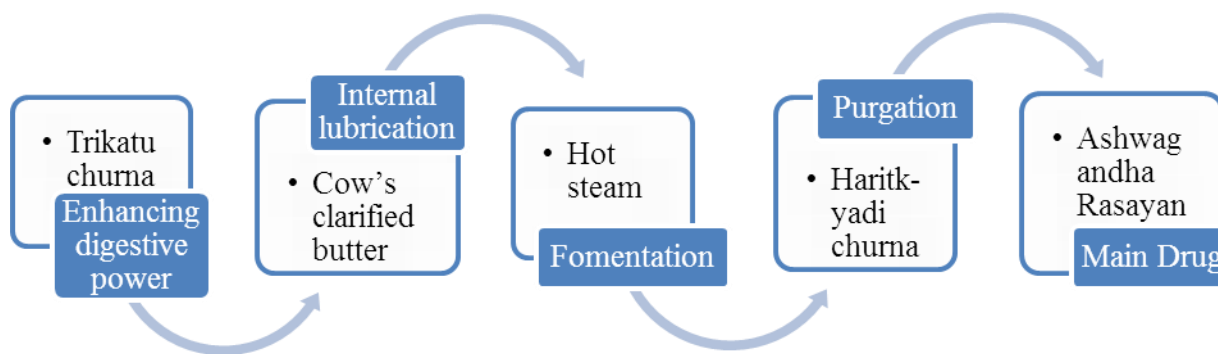 • Trikatu
churna
Enhancing
digestive
power
Internal
lubrication
• Cow’s
clarified
butter
• Hot
steam
Fomentation
Purgation
• Haritk-
yadi
churna
• Ashwag
andha
Rasayan
Main Drug